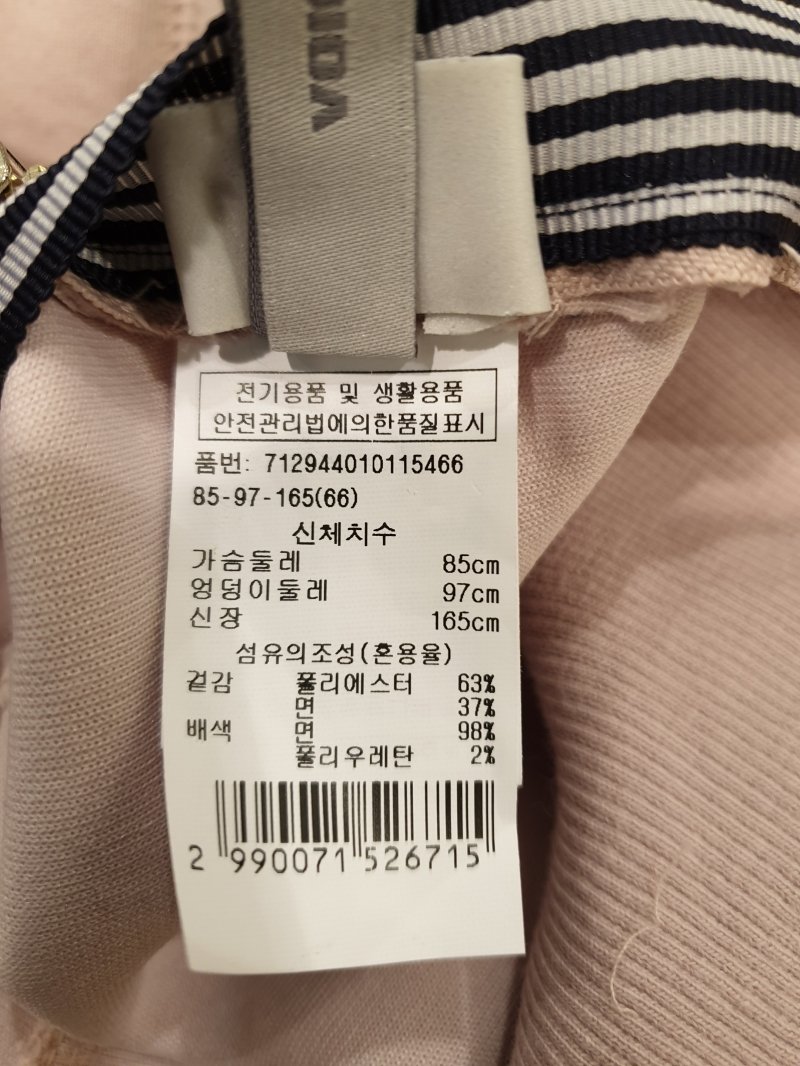 전기용품 및 생활용품
안전관리법에의한품질표시
품번: 712944010115466
85-97-165(66)
신체치수
가슴둘레 85cm
엉덩이둘레 97cm
신장 165cm
섬유의조성(혼용율)
겉감 폴리에스터 63%
면 37%
배색 면 98%
폴리우레탄 2%
2 990071 526715